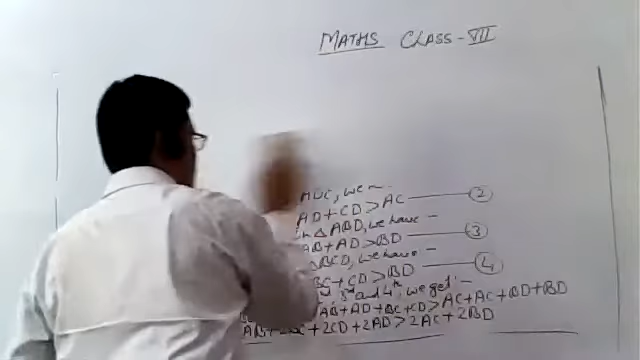 MATHS CLASS - VII
ADC, we
AD + CD > AC ② 
In Δ ABD, we have -
AB + AD > BD ③
BCD, we have -
BC + CD > BD ④
3rd and 4th, we get -
AB + AD + BC + CD > AC + AC + BD + BD
+ 2CD + 2AD > 2AC + 2BD